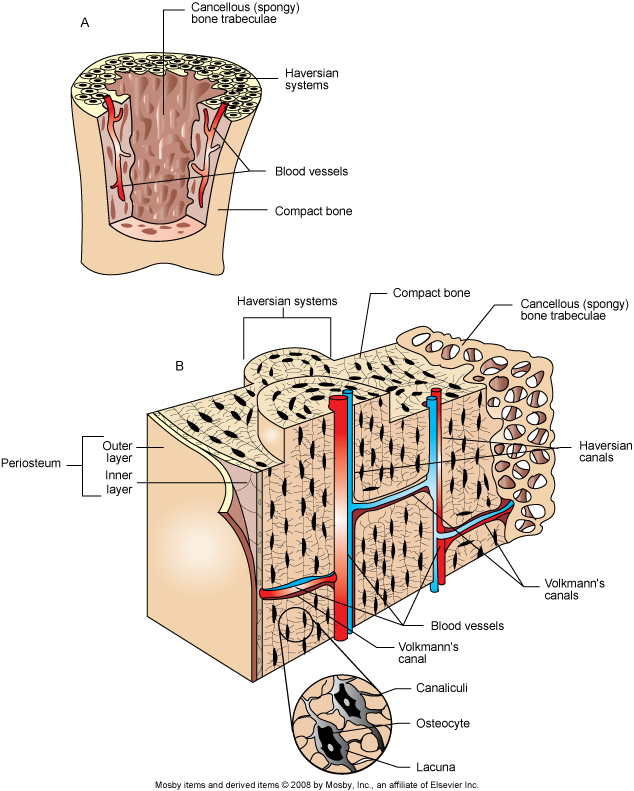 A
Cancellous (spongy)
bone trabeculae
Haversian
systems
Blood vessels
Compact bone
B
Haversian systems
Compact bone
Cancellous (spongy)
bone trabeculae
Periosteum
Outer
layer
Inner
layer
Haversian
canals
Volkmann's
canals
Blood vessels
Volkmann's
canal
Canaliculi
Osteocyte
Lacuna
Mosby items and derived items © 2008 by Mosby, Inc., an affiliate of Elsevier Inc.